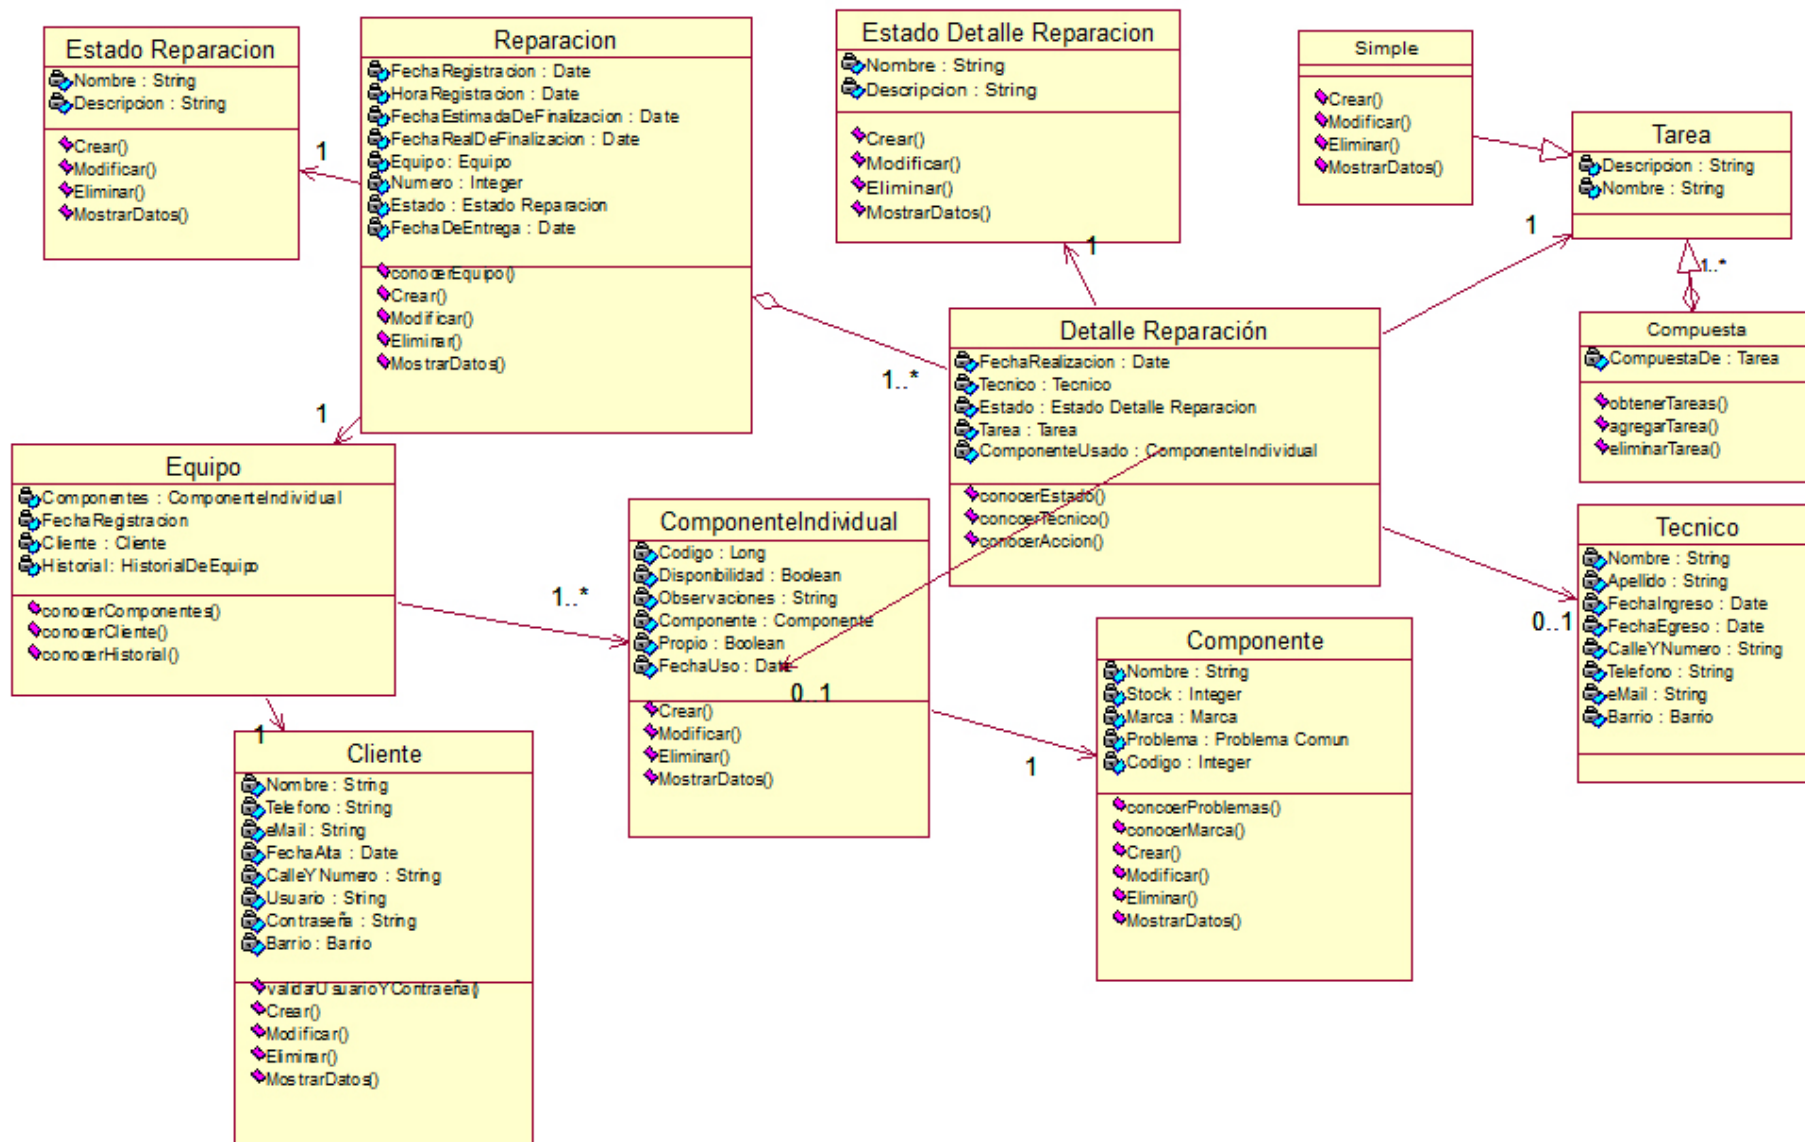 Estado Reparacion
Nombre : String
Descripcion : String
Crear()
Modificar()
Eliminar()
MostrarDatos()
1
Reparacion
FechaRegistracion : Date
HoraRegistracion : Date
FechaEstimadaDeFinalizacion : Date
FechaRealDeFinalizacion : Date
Equipo : Equipo
Numero : Integer
Estado : Estado Reparacion
FechaDeEntrega : Date
conocerEquipo()
Crear()
Modificar()
Eliminar()
MostrarDatos()
1..*
1
Estado Detalle Reparacion
Nombre : String
Descripcion : String
Crear()
Modificar()
Eliminar()
MostrarDatos()
1
Simple
Crear()
Modificar()
Eliminar()
MostrarDatos()
Tarea
Descripcion : String
Nombre : String
1
1..*
Compuesta
CompuestaDe : Tarea
obtenerTareas()
agregarTarea()
eliminarTarea()
Detalle Reparación
FechaRealizacion : Date
Tecnico : Tecnico
Estado : Estado Detalle Reparacion
Tarea : Tarea
ComponenteUsado : ComponenteIndividual
conocerEstado()
concoerTecnico()
conocerAccion()
Equipo
Componentes : ComponenteIndividual
FechaRegistracion
Cliente : Cliente
Historial : HistorialDeEquipo
conocerComponentes()
conocerCliente()
conocerHistorial()
1..*
1
ComponenteIndividual
Codigo : Long
Disponibilidad : Boolean
Observaciones : String
Componente : Componente
Propio : Boolean
FechaUso : Date
0..1
Crear()
Modificar()
Eliminar()
MostrarDatos()
1
Componente
Nombre : String
Stock : Integer
Marca : Marca
Problema : Problema Comun
Codigo : Integer
concoerProblemas()
conocerMarca()
Crear()
Modificar()
Eliminar()
MostrarDatos()
Tecnico
Nombre : String
Apellido : String
FechaIngreso : Date
FechaEgreso : Date
CalleYNumero : String
Telefono : String
eMail : String
Barrio : Barrio
0..1
Cliente
Nombre : String
Telefono : String
eMail : String
FechaAlta : Date
CalleYNumero : String
Usuario : String
Contraseña : String
Barrio : Barrio
validarUsuarioYContraeña()
Crear()
Modificar()
Eliminar()
MostrarDatos()